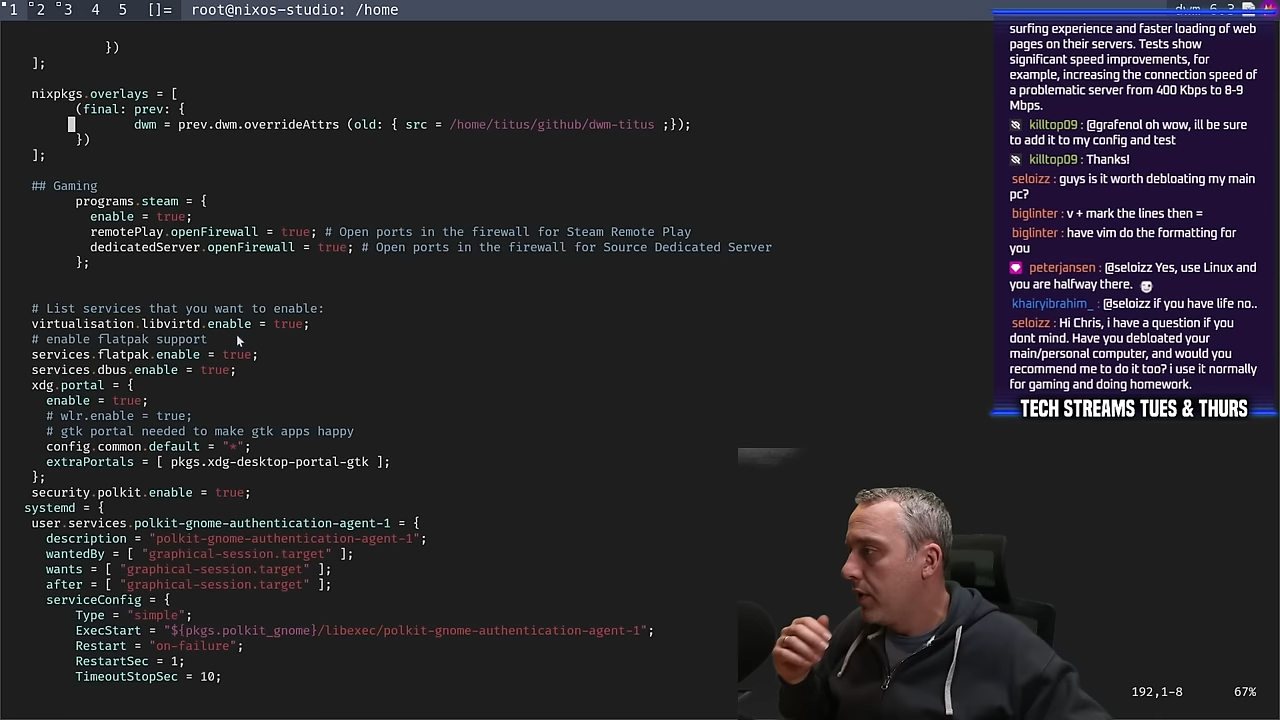 1 2 3 4 5 []= root@nixos-studio: /home
})
];
nixpkgs.overlays = [
(final: prev: {
dwm = prev.dwm.overrideAttrs (old: { src = /home/titus/github/dwm-titus ;});
})
];
## Gaming
programs.steam = {
enable = true;
remotePlay.openFirewall = true; # Open ports in the firewall for Steam Remote Play
dedicatedServer.openFirewall = true; # Open ports in the firewall for Source Dedicated Server
};
# List services that you want to enable:
virtualisation.libvirtd.enable = true;
# enable flatpak support
services.flatpak.enable = true;
services.dbus.enable = true;
xdg.portal = {
enable = true;
# wlr.enable = true;
# gtk portal needed to make gtk apps happy
config.common.default = "*";
extraPortals = [ pkgs.xdg-desktop-portal-gtk ];
};
security.polkit.enable = true;
systemd = {
user.services.polkit-gnome-authentication-agent-1 = {
description = "polkit-gnome-authentication-agent-1";
wantedBy = [ "graphical-session.target" ];
wants = [ "graphical-session.target" ];
after = [ "graphical-session.target" ];
serviceConfig = {
Type = "simple";
ExecStart = "${pkgs.polkit_gnome}/libexec/polkit-gnome-authentication-agent-1";
Restart = "on-failure";
RestartSec = 1;
TimeoutStopSec = 10;
192,1-8 67%
surfing experience and faster loading of web
pages on their servers. Tests show
significant speed improvements, for
example, increasing the connection speed of
a problematic server from 400 Kbps to 8-9
Mbps.
killtop09 : @grafenol oh wow, ill be sure
to add it to my config and test
killtop09 : Thanks!
seloizz : guys is it worth debloating my main
pc?
biglinter : v + mark the lines then =
biglinter : have vim do the formatting for
you
peterjansen : @seloizz Yes, use Linux and
you are halfway there.
khairyibrahim_ : @seloizz if you have life no..
seloizz : Hi Chris, i have a question if you
dont mind. Have you debloated your
main/personal computer, and would you
recommend me to do it too? i use it normally
for gaming and doing homework.
TECH STREAMS TUES & THURS